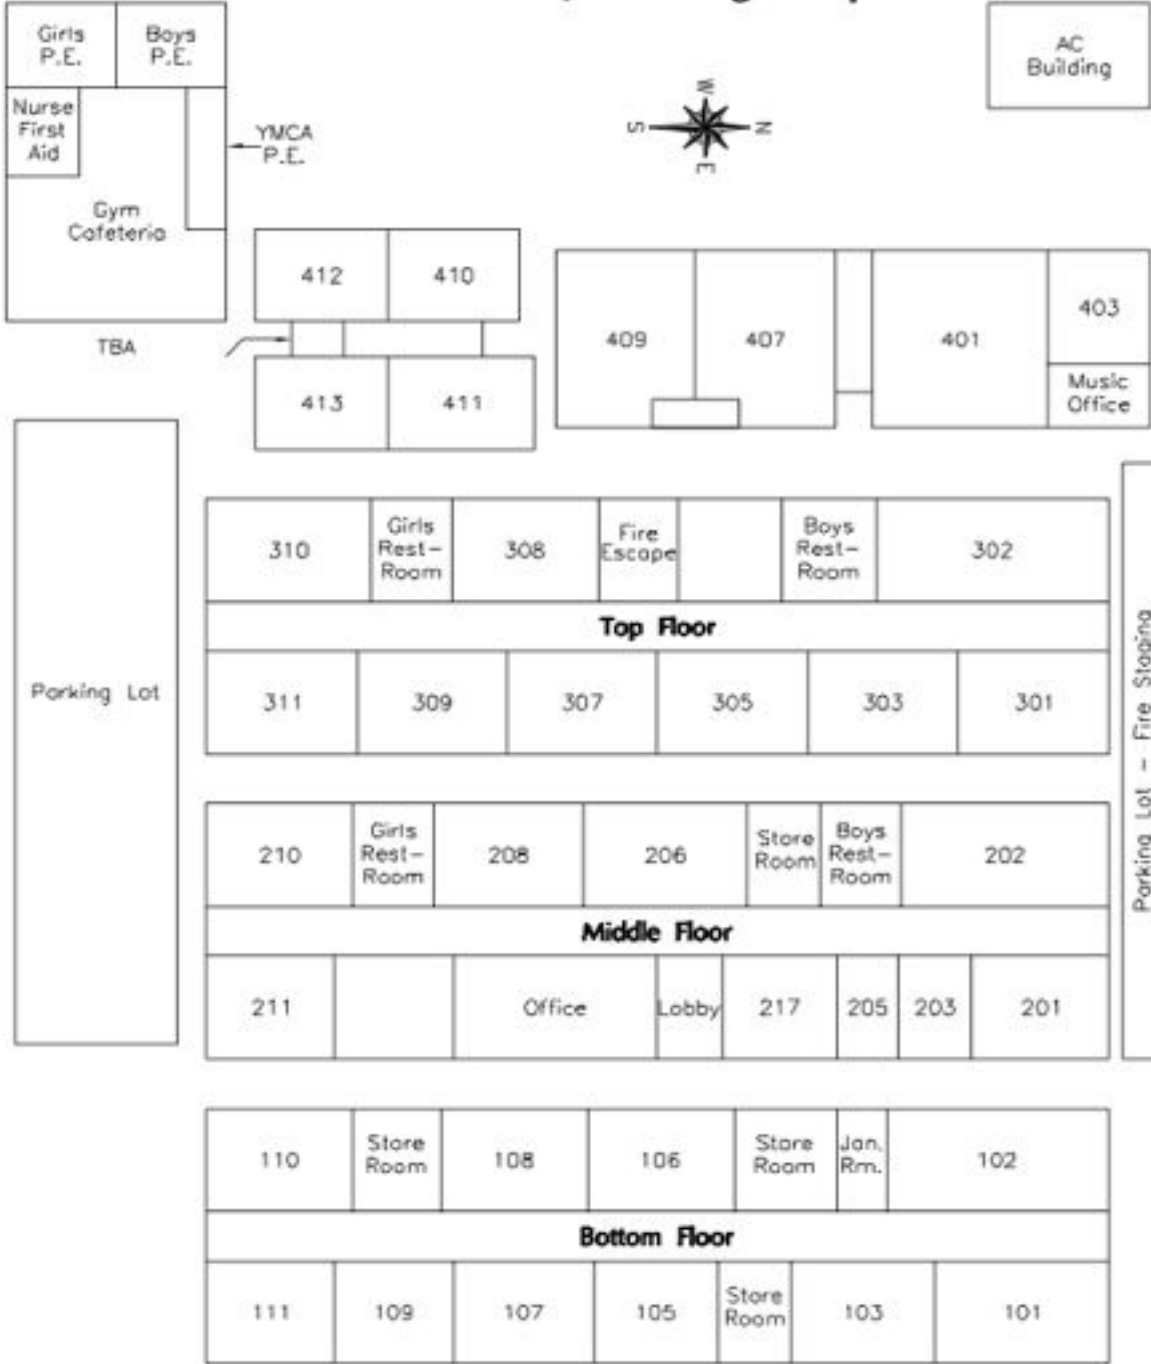 Girls
P.E.
Boys
P.E.
AC
Building
Nurse
First
Aid
YMCA
P.E.
W
S
N
E
Gym
Cafeteria
412
410
409
407
401
403
TBA
Music
Office
413
411
Parking Lot
310
Girls
Rest-
Room
308
Fire
Escape
Boys
Rest-
Room
302
Top Floor
311
309
307
305
303
301
Parking Lot - Fire Staging
210
Girls
Rest-
Room
208
206
Store
Room
Boys
Rest-
Room
202
Middle Floor
211
Office
Lobby
217
205
203
201
110
Store
Room
108
106
Store
Room
Jan.
Rm.
102
Bottom Floor
111
109
107
105
Store
Room
103
101